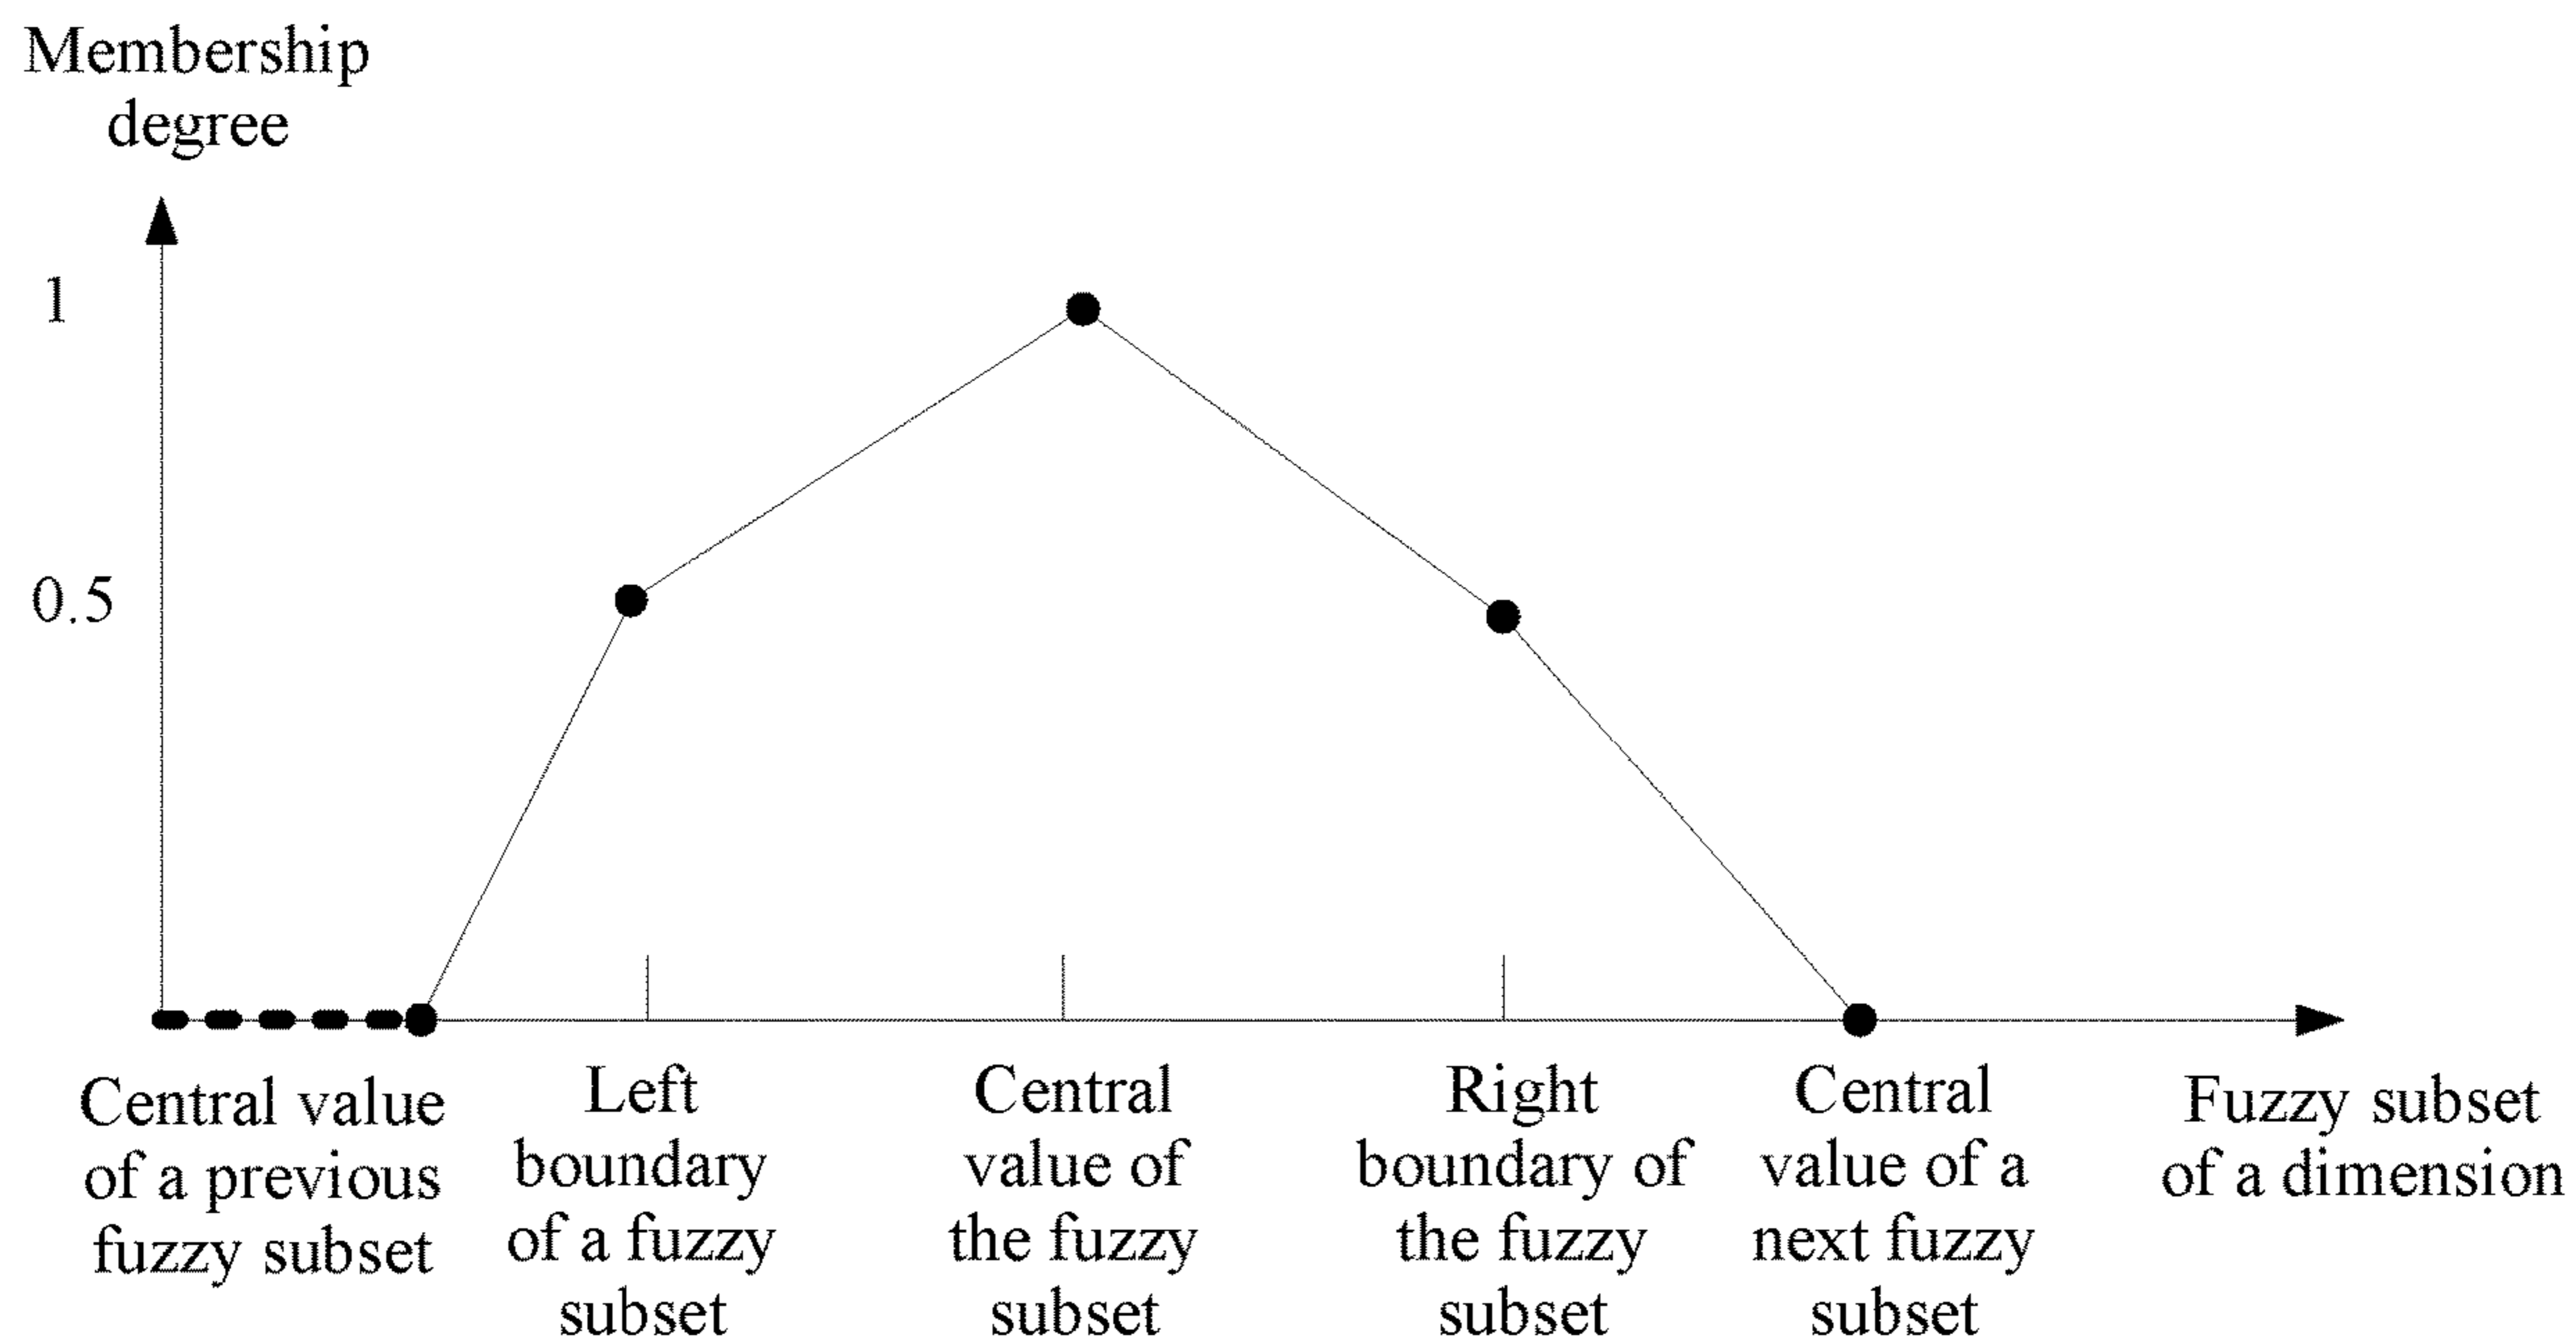 Membership
degree
1
0.5
Central value
of a previous
fuzzy subset
Left
boundary
of a fuzzy
subset
Central
value of
the fuzzy
subset
Right
boundary of
the fuzzy
subset
Central
value of a
next fuzzy
subset
Fuzzy subset
of a dimension